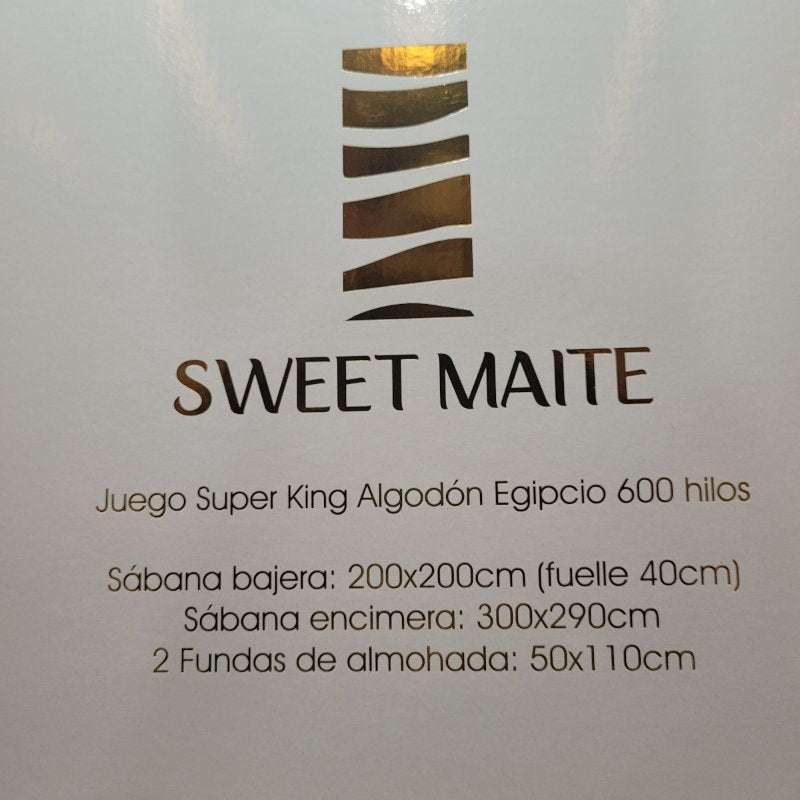 SWEET MAITE
Juego Super King Algodón Egipcio 600 hilos
Sábana bajera: 200x200cm (fuelle 40cm)
Sábana encimera: 300x290cm
2 Fundas de almohada: 50x110cm